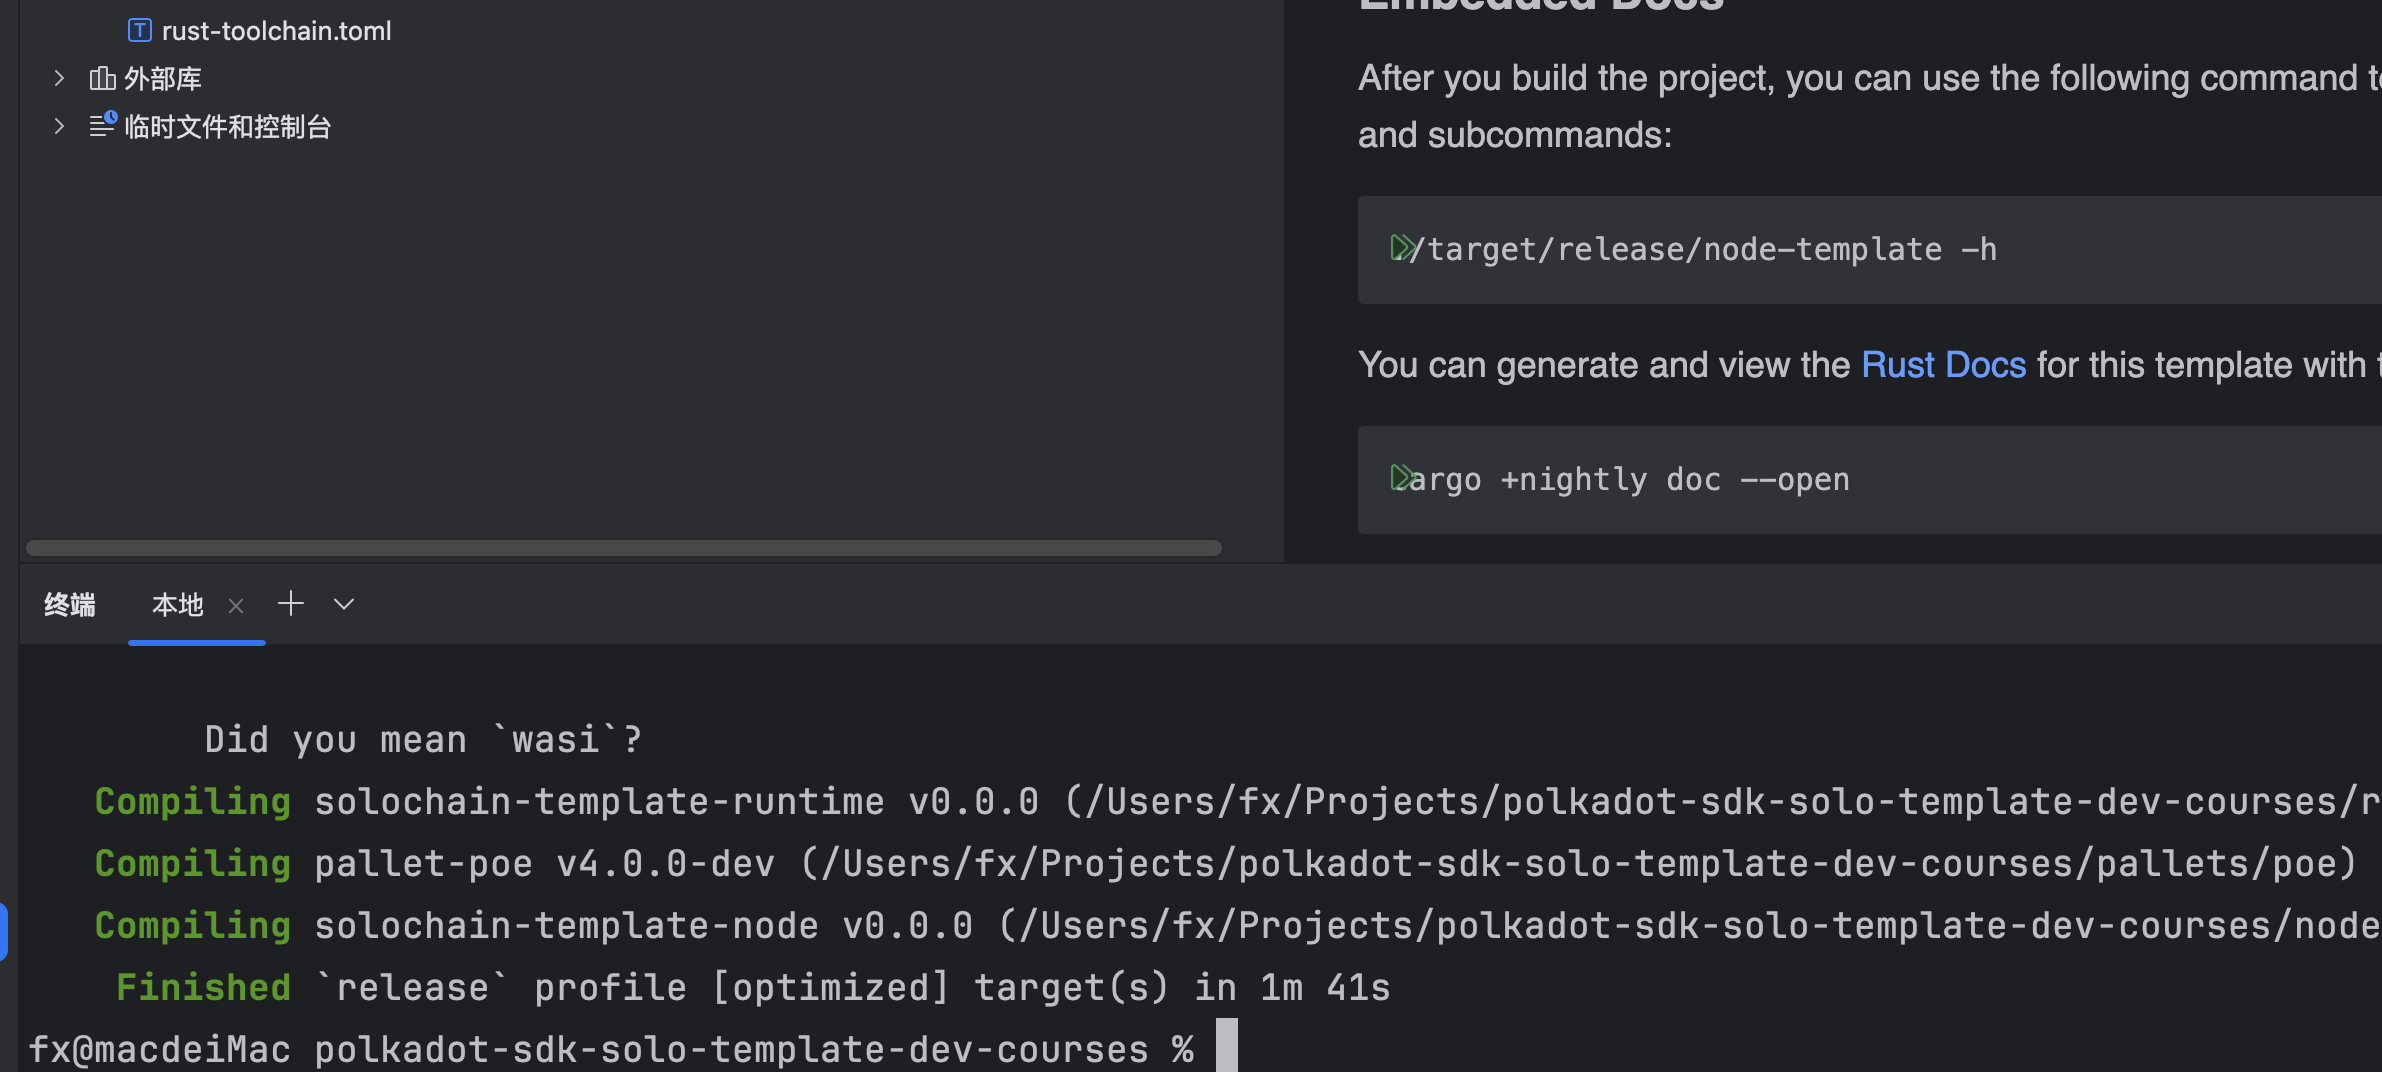 rust-toolchain.toml
外部库
临时文件和控制台
Embedded Docs
After you build the project, you can use the following command
and subcommands:
./target/release/node-template -h
You can generate and view the Rust Docs for this template with
cargo +nightly doc --open
终端 本地
Did you mean `wasi`?
Compiling solochain-template-runtime v0.0.0 (/Users/fx/Projects/polkadot-sdk-solo-template-dev-courses/r
Compiling pallet-poe v4.0.0-dev (/Users/fx/Projects/polkadot-sdk-solo-template-dev-courses/pallets/poe)
Compiling solochain-template-node v0.0.0 (/Users/fx/Projects/polkadot-sdk-solo-template-dev-courses/node
Finished `release` profile [optimized] target(s) in 1m 41s
fx@macdeiMac polkadot-sdk-solo-template-dev-courses %